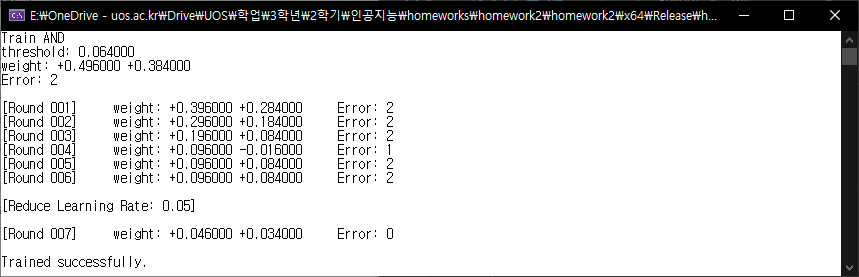 E:₩OneDrive - uos.ac.kr₩Drive₩UOS₩학업₩3학년₩2학기₩인공지능₩homeworks₩homework2₩homework2₩x64₩Release₩h...
Train AND
threshold: 0.064000
weight: +0.496000 +0.384000
Error: 2
[Round 001] weight: +0.396000 +0.284000 Error: 2
[Round 002] weight: +0.296000 +0.184000 Error: 2
[Round 003] weight: +0.196000 +0.084000 Error: 2
[Round 004] weight: +0.096000 -0.016000 Error: 1
[Round 005] weight: +0.096000 +0.084000 Error: 2
[Round 006] weight: +0.096000 +0.084000 Error: 2
[Reduce Learning Rate: 0.05]
[Round 007] weight: +0.046000 +0.034000 Error: 0
Trained successfully.